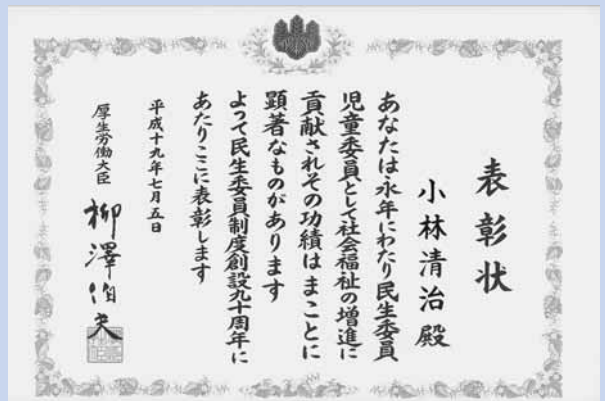 表彰状
小林清治殿
あなたは永年にわたり民生委員
児童委員として社会福祉の増進に
貢献されその功績はまことに
顕著なものがあります
よつて民生委員制度創設九十周年に
あたりここに表彰します
平成十九年七月五日
厚生労働大臣 柳澤伯夫